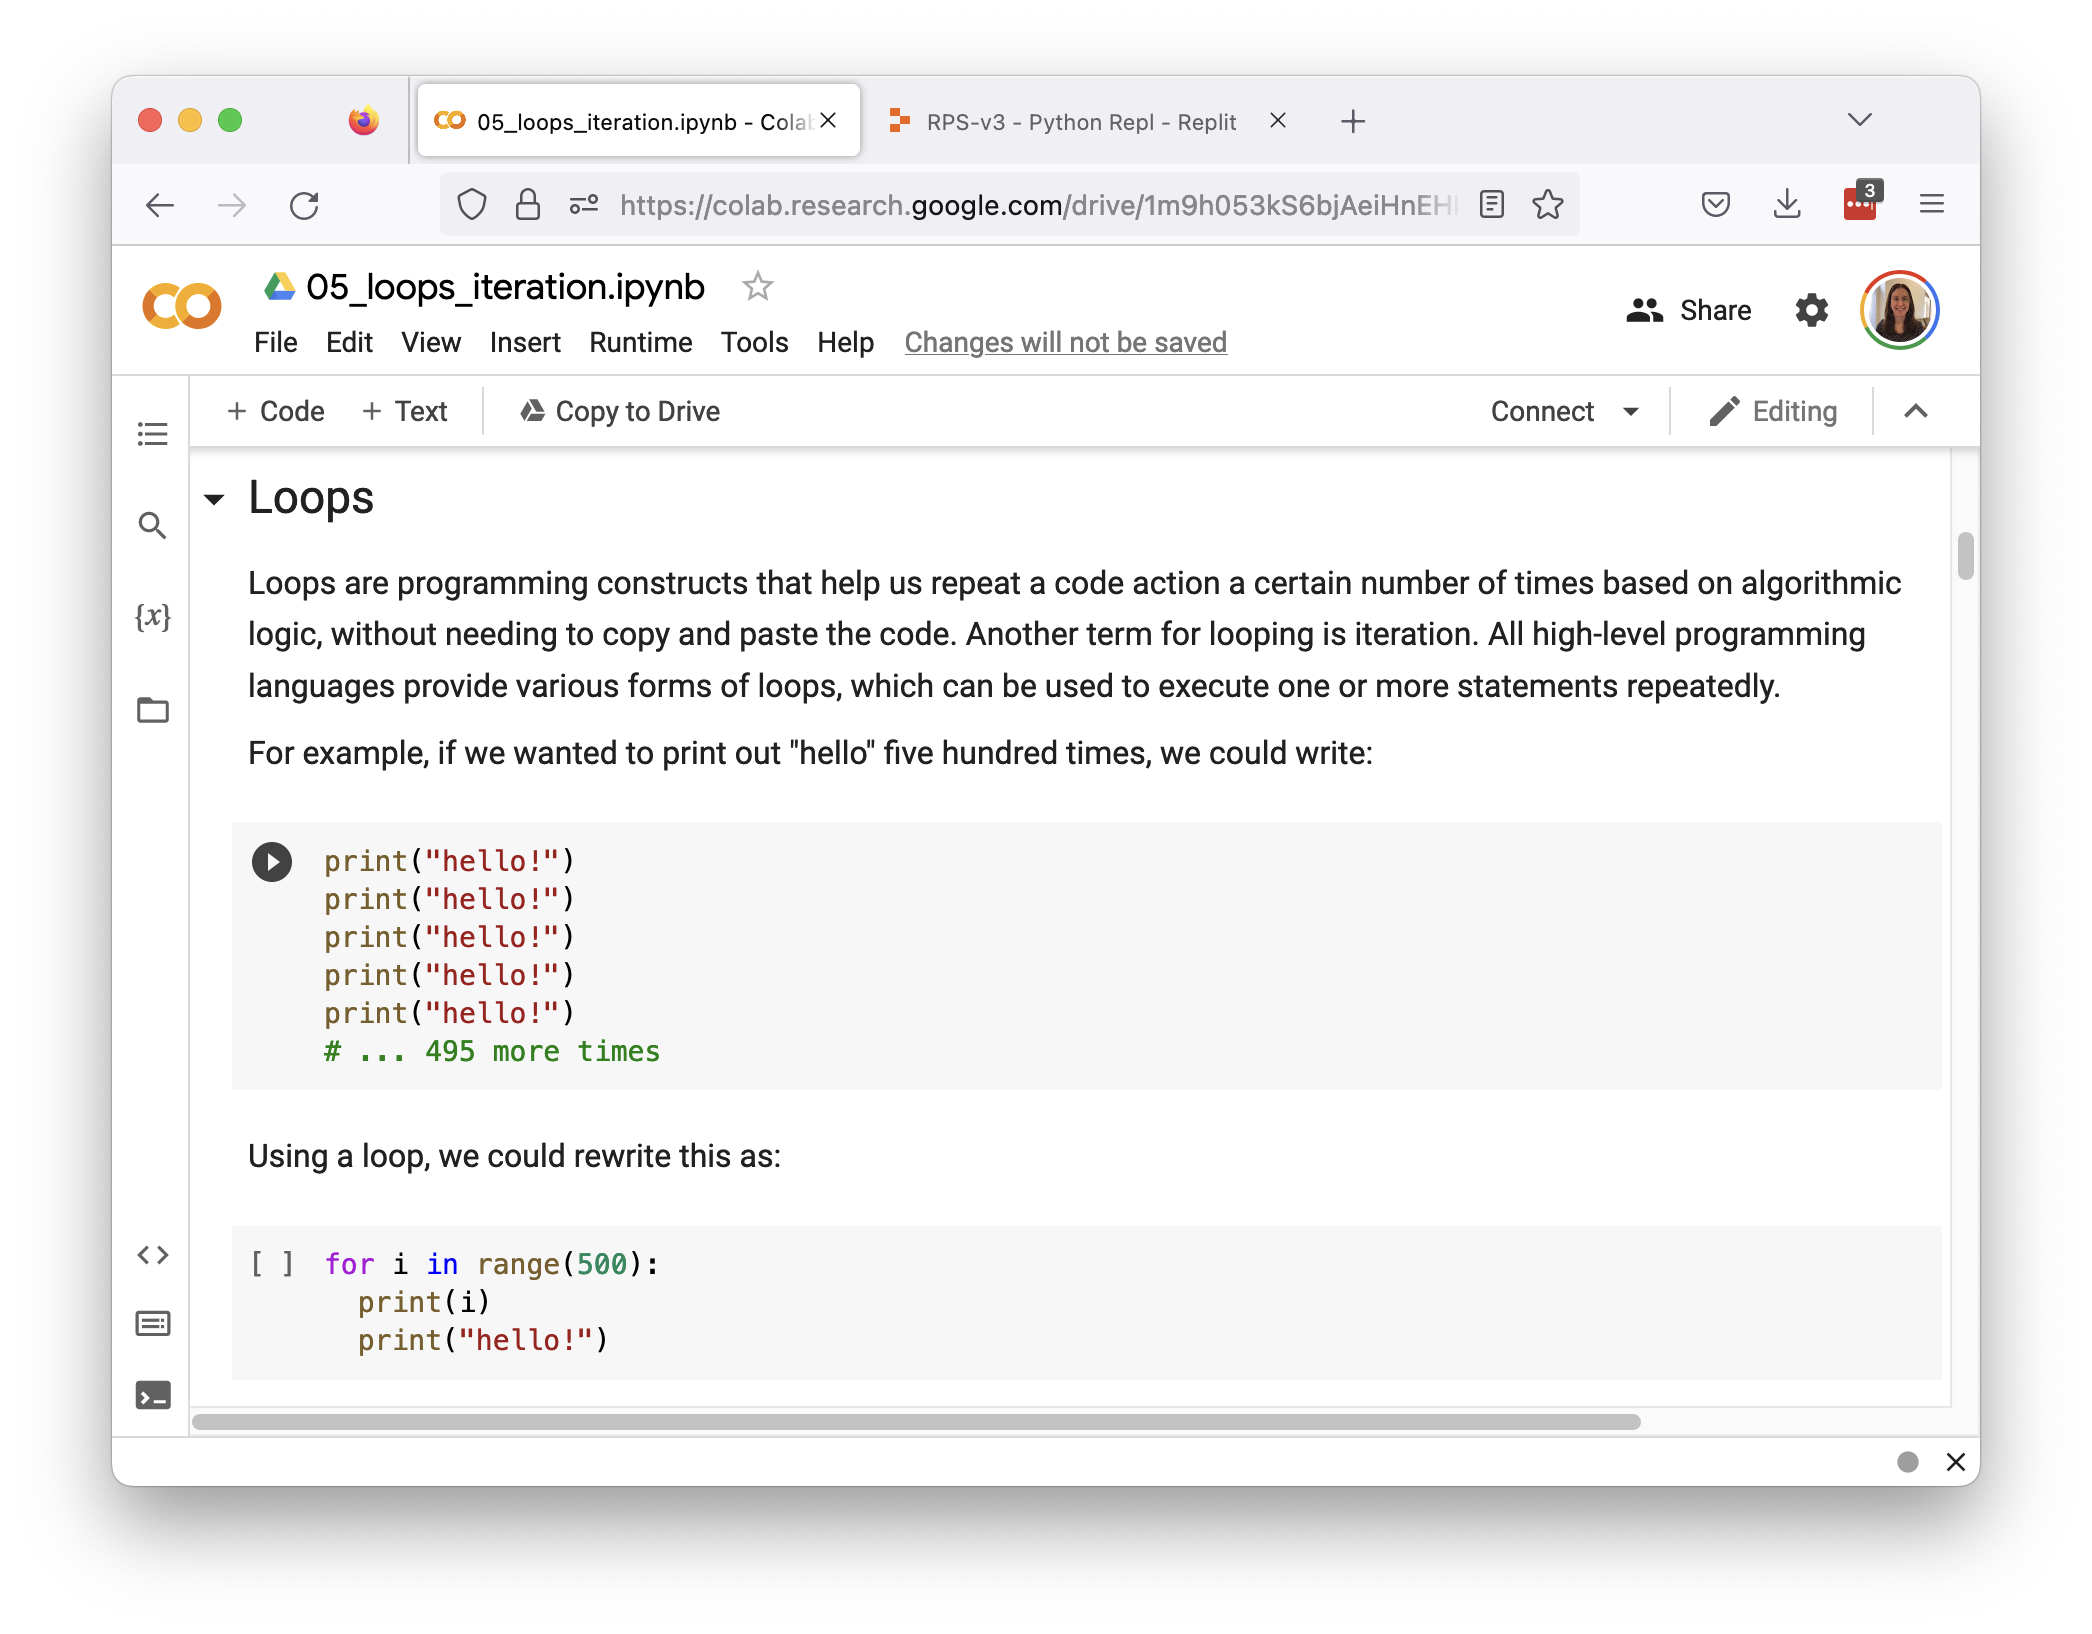 05_loops_iteration.ipynb - Colab
RPS-v3 - Python Repl - Replit
https://colab.research.google.com/drive/1m9h053kS6bjAeiHnEH
3
05_loops_iteration.ipynb
Share
File Edit View Insert Runtime Tools Help Changes will not be saved
+ Code + Text Copy to Drive Connect Editing
Loops
{x}
Loops are programming constructs that help us repeat a code action a certain number of times based on algorithmic
logic, without needing to copy and paste the code. Another term for looping is iteration. All high-level programming
languages provide various forms of loops, which can be used to execute one or more statements repeatedly.
For example, if we wanted to print out "hello" five hundred times, we could write:
print("hello!")
print("hello!")
print("hello!")
print("hello!")
print("hello!")
# ... 495 more times
Using a loop, we could rewrite this as:
[ ] for i in range(500):
print(i)
print("hello!")